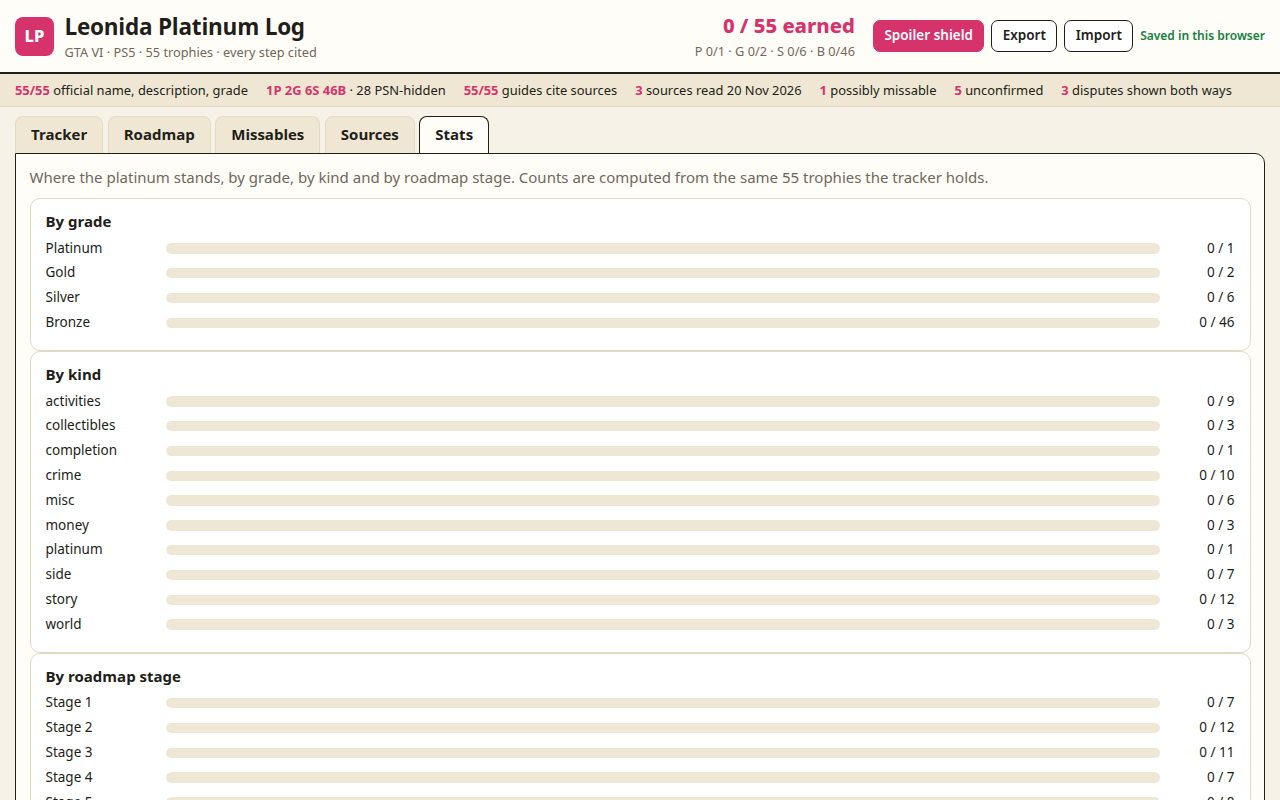 LP
Leonida Platinum Log
GTA VI · PS5 · 55 trophies · every step cited
0 / 55 earned
P 0/1 · G 0/2 · S 0/6 · B 0/46
Spoiler shield
Export
Import
Saved in this browser
55/55 official name, description, grade
1P 2G 6S 46B · 28 PSN-hidden
55/55 guides cite sources
3 sources read 20 Nov 2026
1 possibly missable
5 unconfirmed
3 disputes shown both ways
Tracker
Roadmap
Missables
Sources
Stats
Where the platinum stands, by grade, by kind and by roadmap stage. Counts are computed from the same 55 trophies the tracker holds.
By grade
Platinum 0 / 1
Gold 0 / 2
Silver 0 / 6
Bronze 0 / 46
By kind
activities 0 / 9
collectibles 0 / 3
completion 0 / 1
crime 0 / 10
misc 0 / 6
money 0 / 3
platinum 0 / 1
side 0 / 7
story 0 / 12
world 0 / 3
By roadmap stage
Stage 1 0 / 7
Stage 2 0 / 12
Stage 3 0 / 11
Stage 4 0 / 7